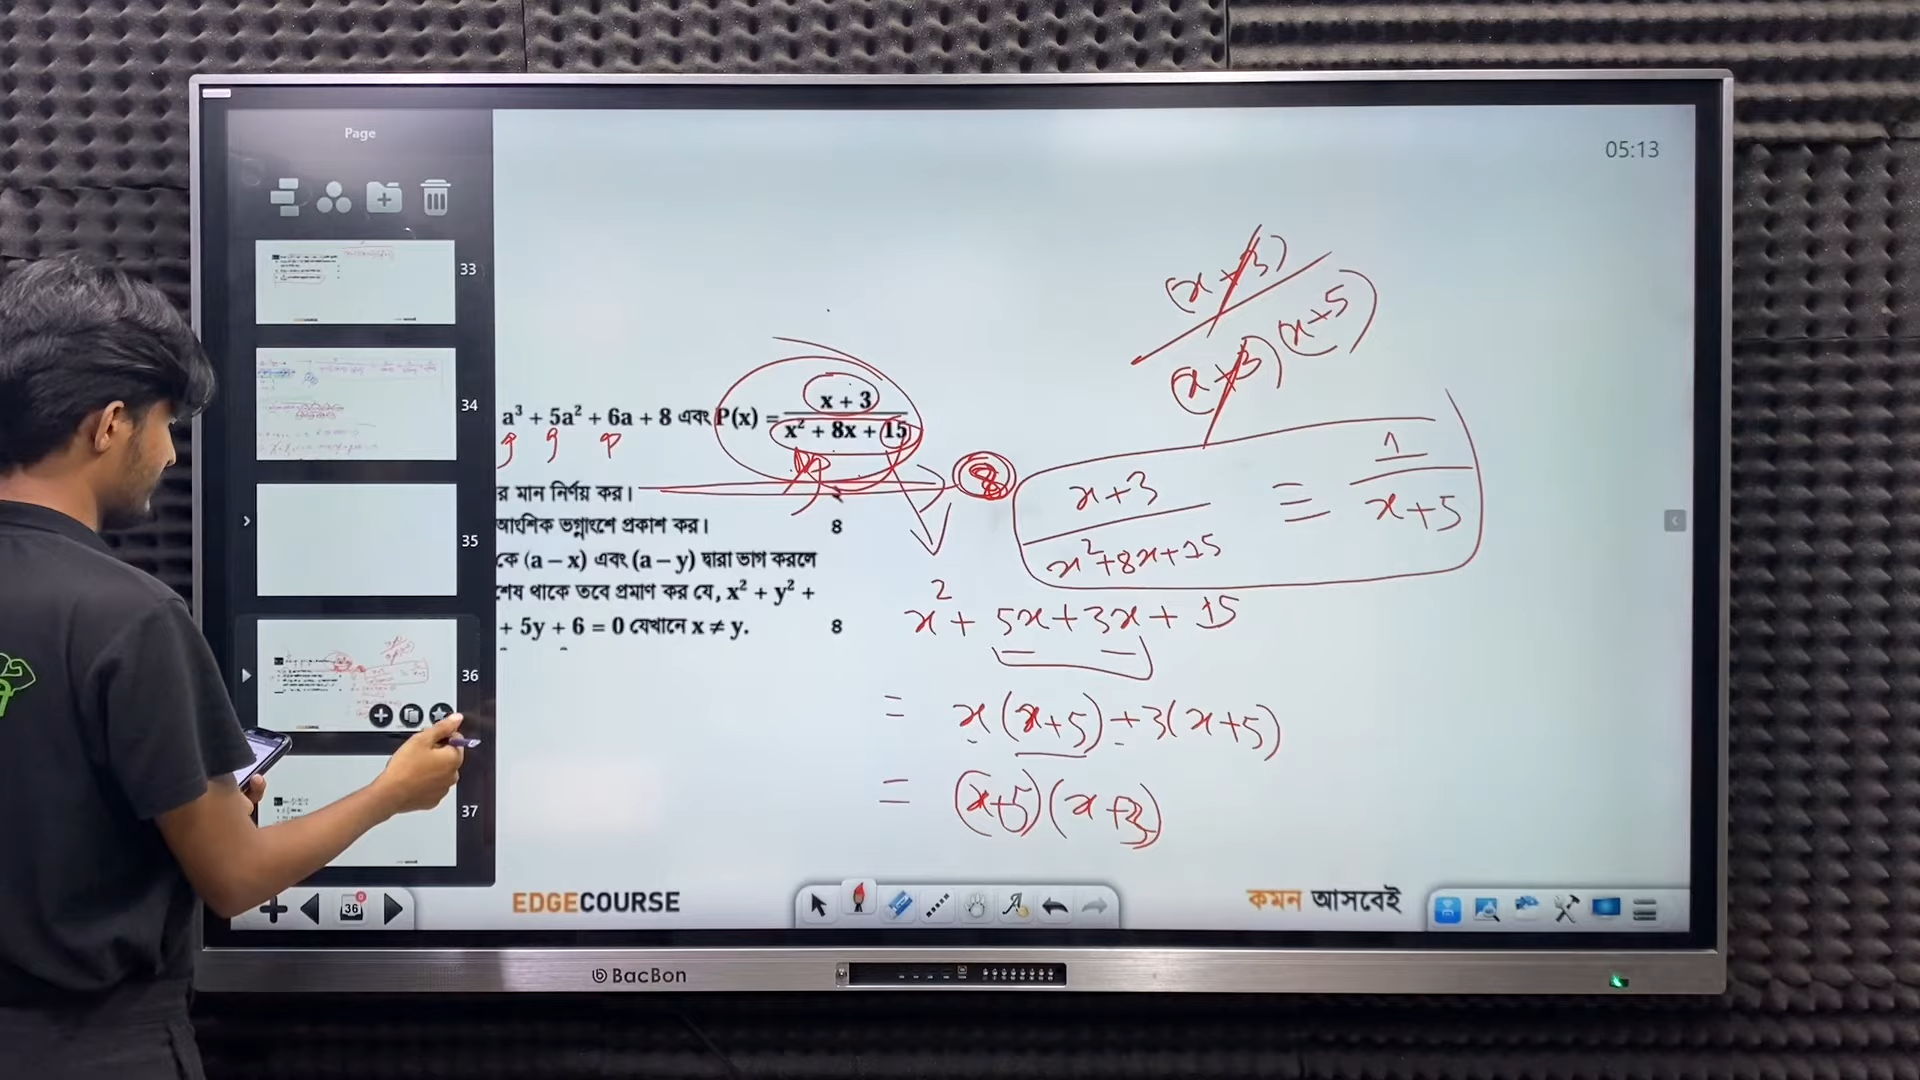 Page
05:13
33
34
35
36
37
a³ + 5a² + 6a + 8 এবং P(x) = (x + 3)/(x² + 8x + 15)
র মান নির্ণয় কর।
আংশিক ভগ্নাংশে প্রকাশ কর। 8
কে (a – x) এবং (a – y) দ্বারা ভাগ করলে
শেষ থাকে তবে প্রমাণ কর যে, x² + y² +
+ 5y + 6 = 0 যেখানে x ≠ y. 8
(x+3)/(x+3)(x+5)
(x+3)/(x²+8x+15) ≡ 1/(x+5)
x² + 5x + 3x + 15
= x(x+5) + 3(x+5)
= (x+5)(x+3)
36
EDGECOURSE
কমন আসবেই
BacBon